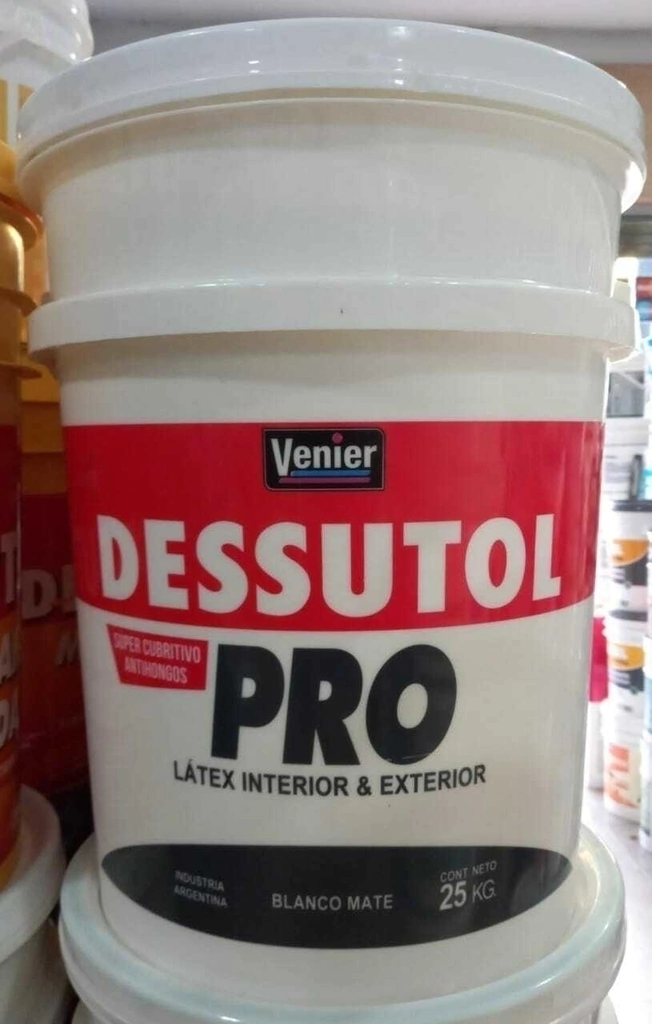 Venier
DESSUTOL
SUPER CUBRITIVO
ANTIHONGOS
PRO
LÁTEX INTERIOR & EXTERIOR
INDUSTRIA
ARGENTINA
BLANCO MATE
CONT NETO
25 KG.